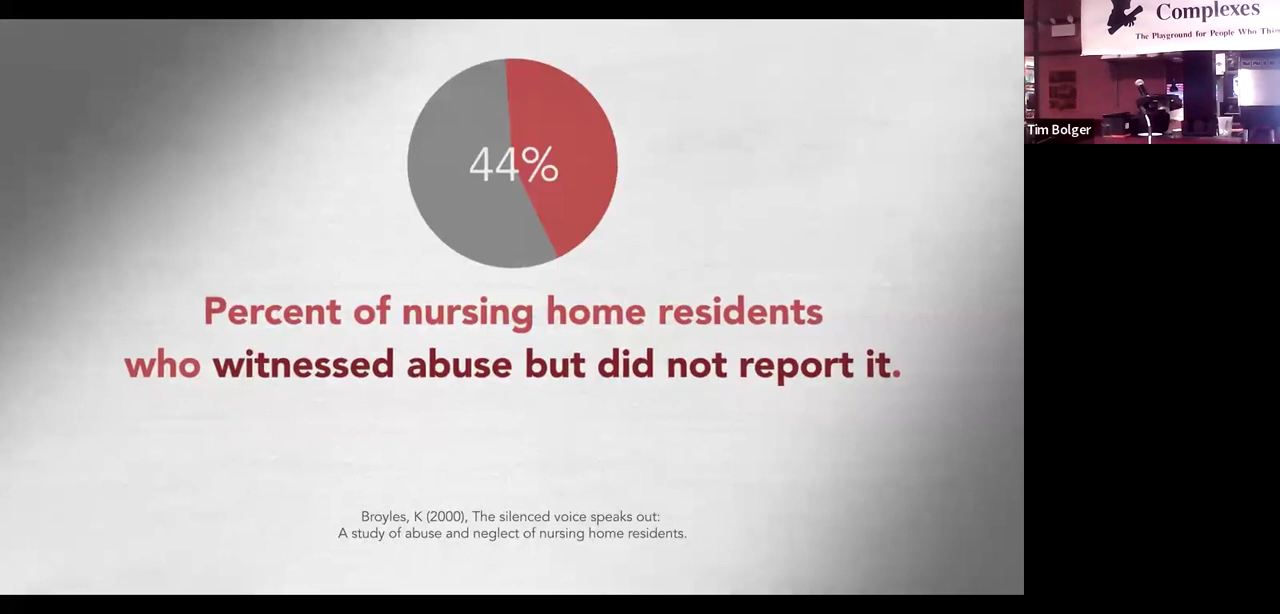 44%
Percent of nursing home residents
who witnessed abuse but did not report it.
Broyles, K (2000), The silenced voice speaks out:
A study of abuse and neglect of nursing home residents.
Complexes
The Playground for People Who
Tim Bolger